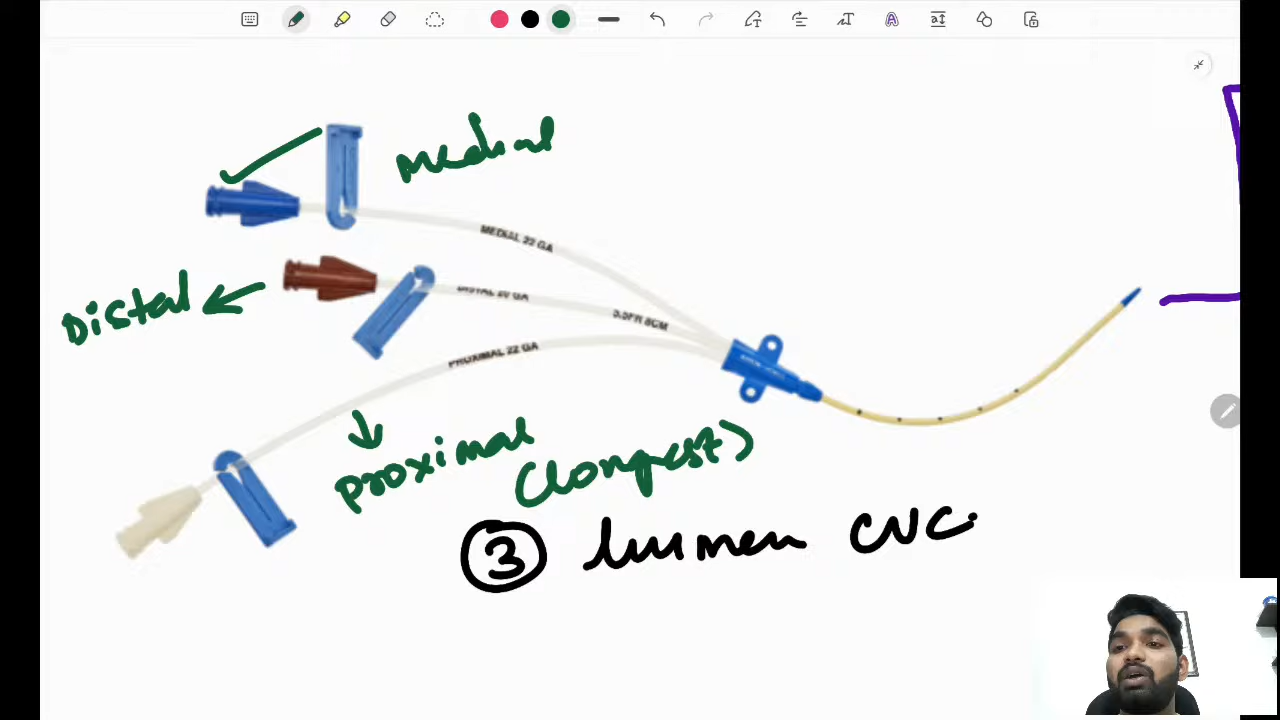 medial
MEDIAL 22 GA
Distal
DISTAL 20 GA
5.5FR 8CM
PROXIMAL 22 GA
proximal
(longest)
3 lumen CVC